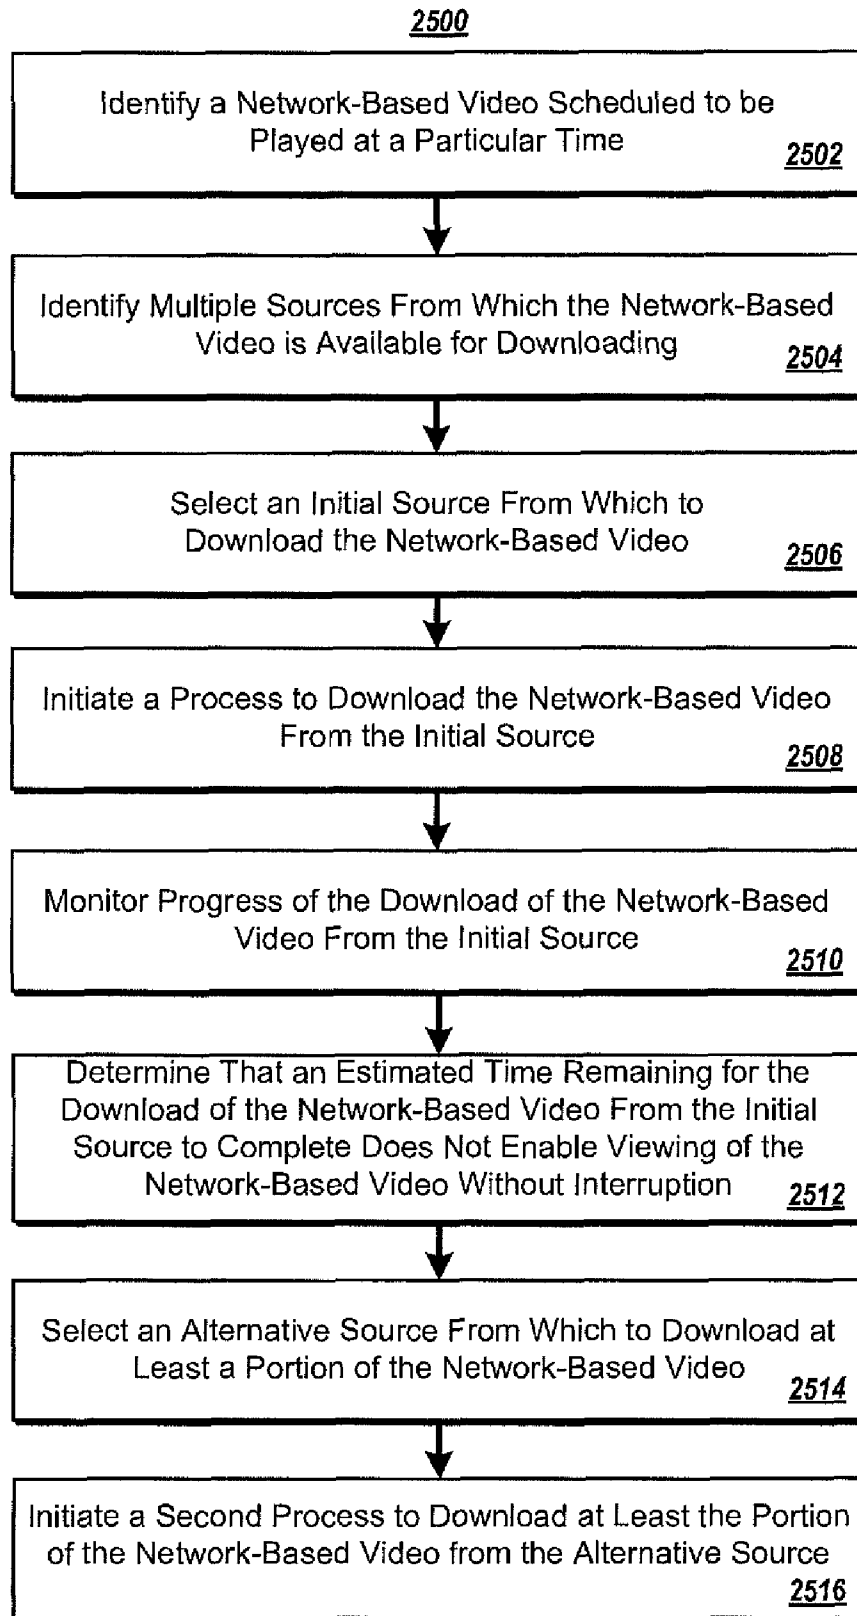 2500
Identify a Network-Based Video Scheduled to be
Played at a Particular Time
2502
Identify Multiple Sources From Which the Network-Based
Video is Available for Downloading
2504
Select an Initial Source From Which to
Download the Network-Based Video
2506
Initiate a Process to Download the Network-Based Video
From the Initial Source
2508
Monitor Progress of the Download of the Network-Based
Video From the Initial Source
2510
Determine That an Estimated Time Remaining for the
Download of the Network-Based Video From the Initial
Source to Complete Does Not Enable Viewing of the
Network-Based Video Without Interruption
2512
Select an Alternative Source From Which to Download at
Least a Portion of the Network-Based Video
2514
Initiate a Second Process to Download at Least the Portion
of the Network-Based Video from the Alternative Source
2516